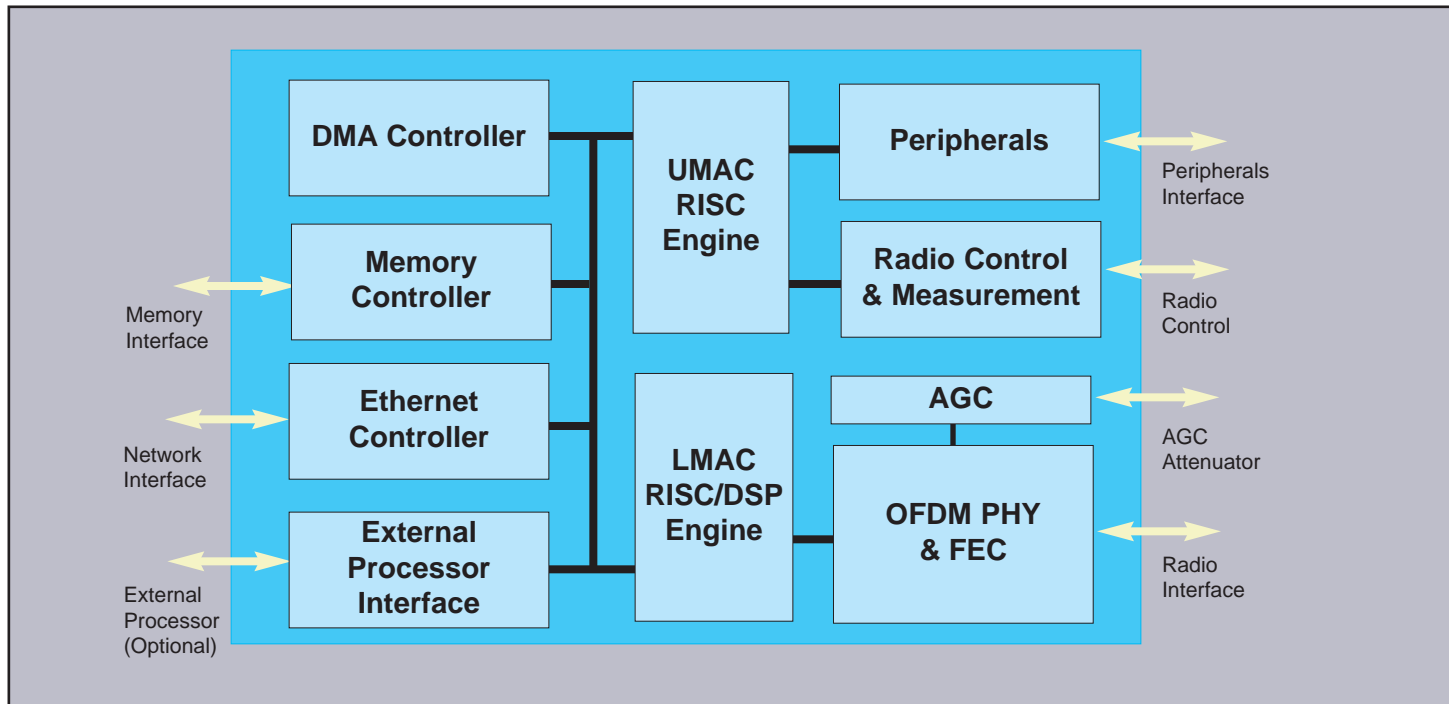 DMA Controller
Memory
Controller
Ethernet
Controller
External
Processor
Interface
UMAC
RISC
Engine
LMAC
RISC/DSP
Engine
Peripherals
Radio Control
& Measurement
AGC
OFDM PHY
& FEC
Memory
Interface
Network
Interface
External
Processor
(Optional)
Peripherals
Interface
Radio
Control
AGC
Attenuator
Radio
Interface